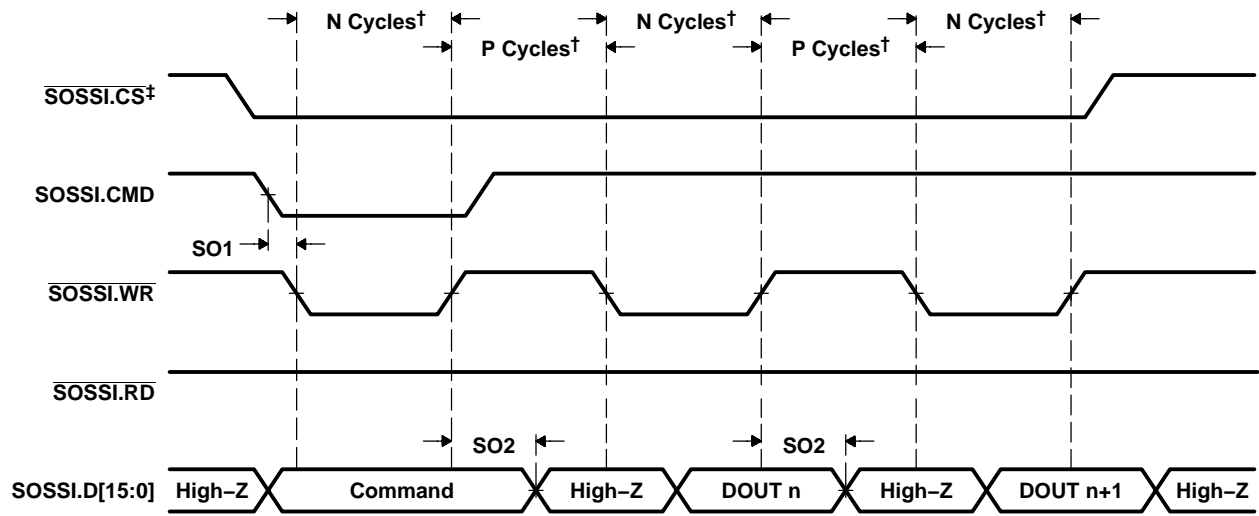 N Cycles† N Cycles† N Cycles†
P Cycles† P Cycles†
SOSSI.CS‡
SOSSI.CMD
SO1
SOSSI.WR
SOSSI.RD
SO2 SO2
SOSSI.D[15:0] High–Z Command High–Z DOUT n High–Z DOUT n+1 High–Z